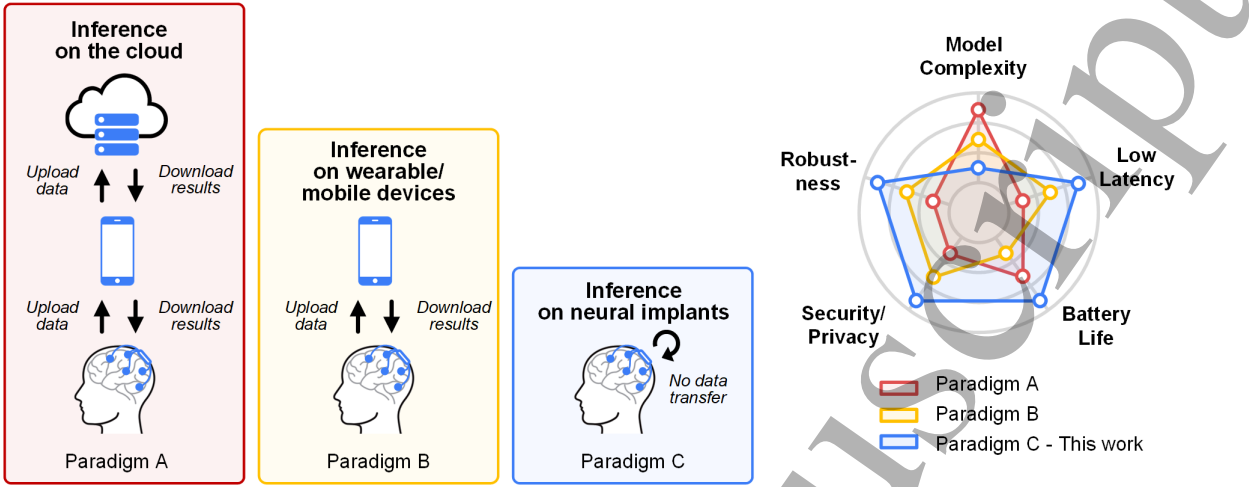 Inference
on the cloud
Upload
data
Download
results
Upload
data
Download
results
Paradigm A
Inference
on wearable/
mobile devices
Upload
data
Download
results
Paradigm B
Inference
on neural implants
No data
transfer
Paradigm C
Model
Complexity
Low
Latency
Battery
Life
Security/
Privacy
Robust-
ness
Paradigm A
Paradigm B
Paradigm C - This work